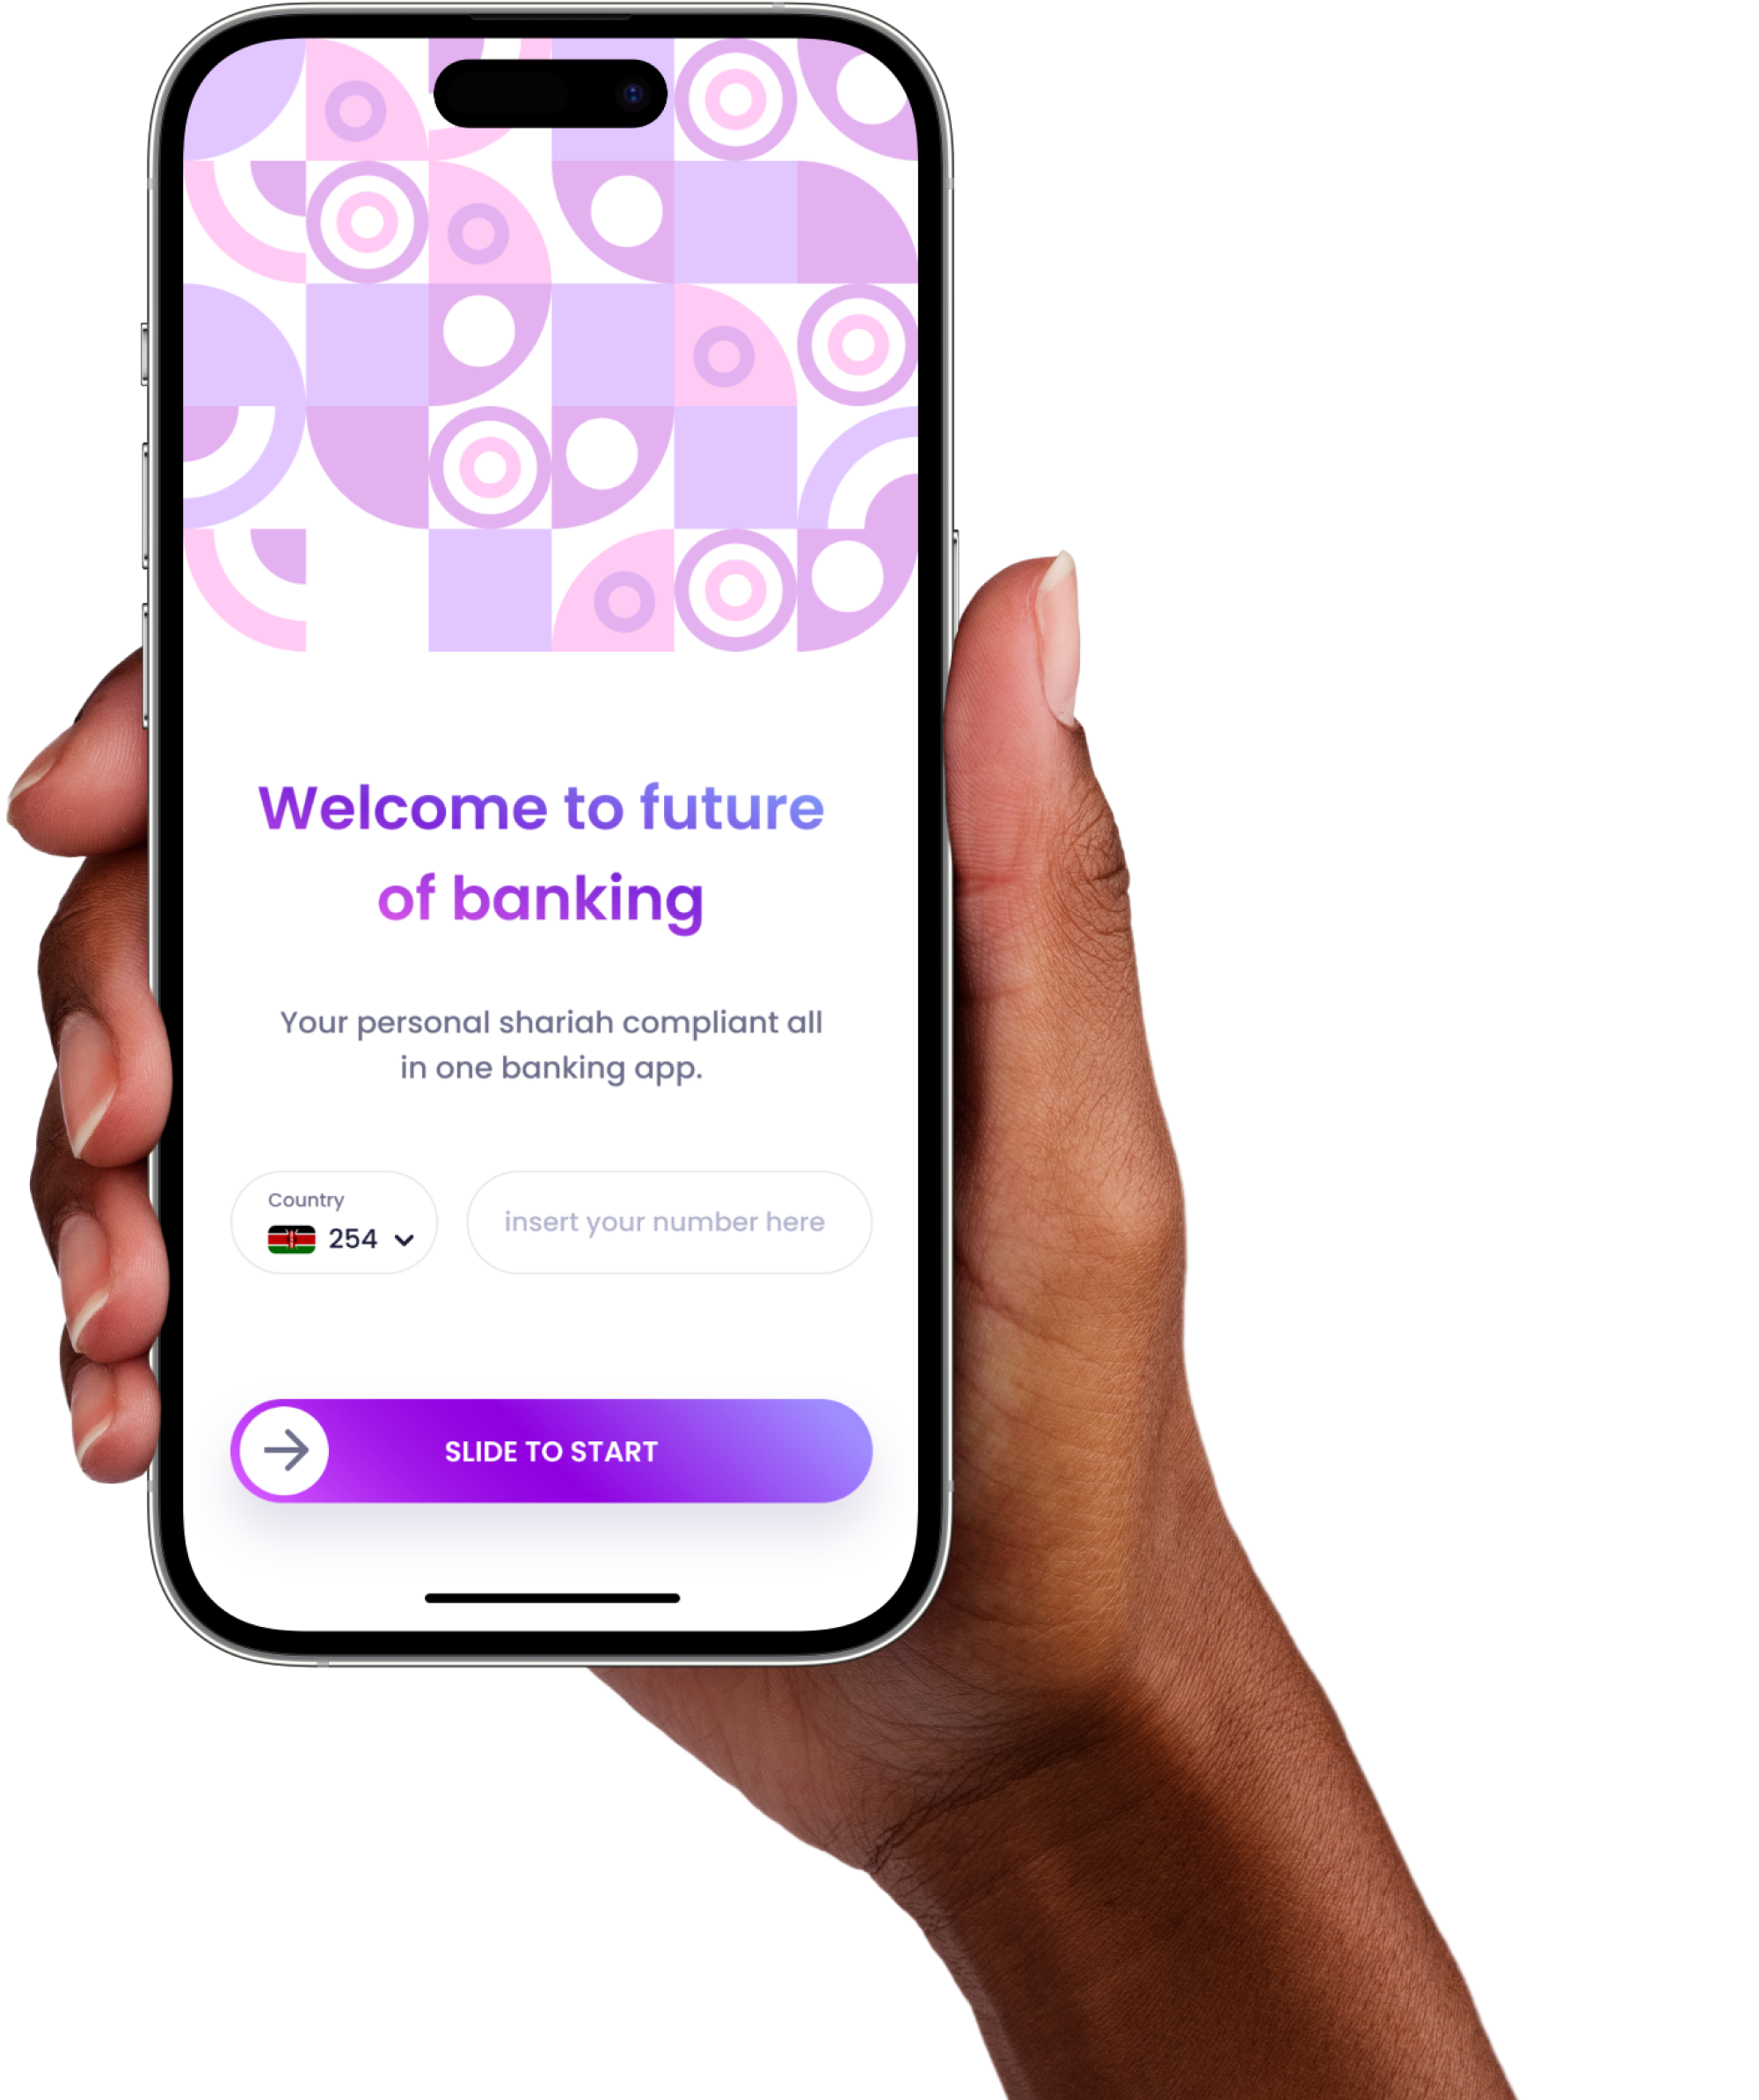 Welcome to future
of banking
Your personal shariah compliant all
in one banking app.
Country
254
insert your number here
SLIDE TO START